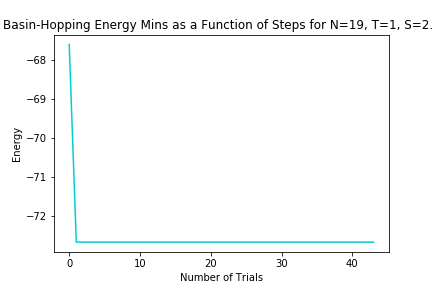 Basin-Hopping Energy Mins as a Function of Steps for N=19, T=1, S=2.
−68
−69
−70
−71
−72
Energy
0 10 20 30 40
Number of Trials